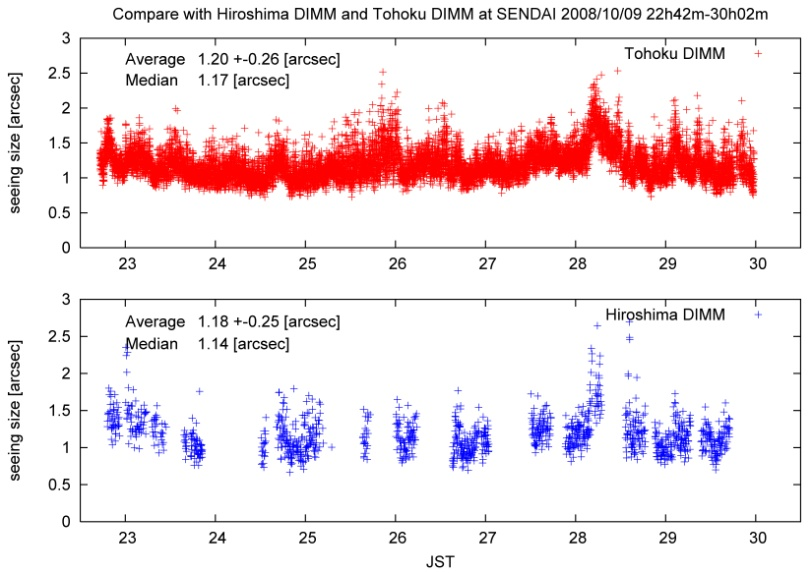 Compare with Hiroshima DIMM and Tohoku DIMM at SENDAI 2008/10/09 22h42m-30h02m
3
2.5
2
1.5
1
0.5
0
seeing size [arcsec]
Average 1.20 +-0.26 [arcsec]
Median 1.17 [arcsec]
Tohoku DIMM
23 24 25 26 27 28 29 30
3
2.5
2
1.5
1
0.5
0
seeing size [arcsec]
Average 1.18 +-0.25 [arcsec]
Median 1.14 [arcsec]
Hiroshima DIMM
23 24 25 26 27 28 29 30
JST